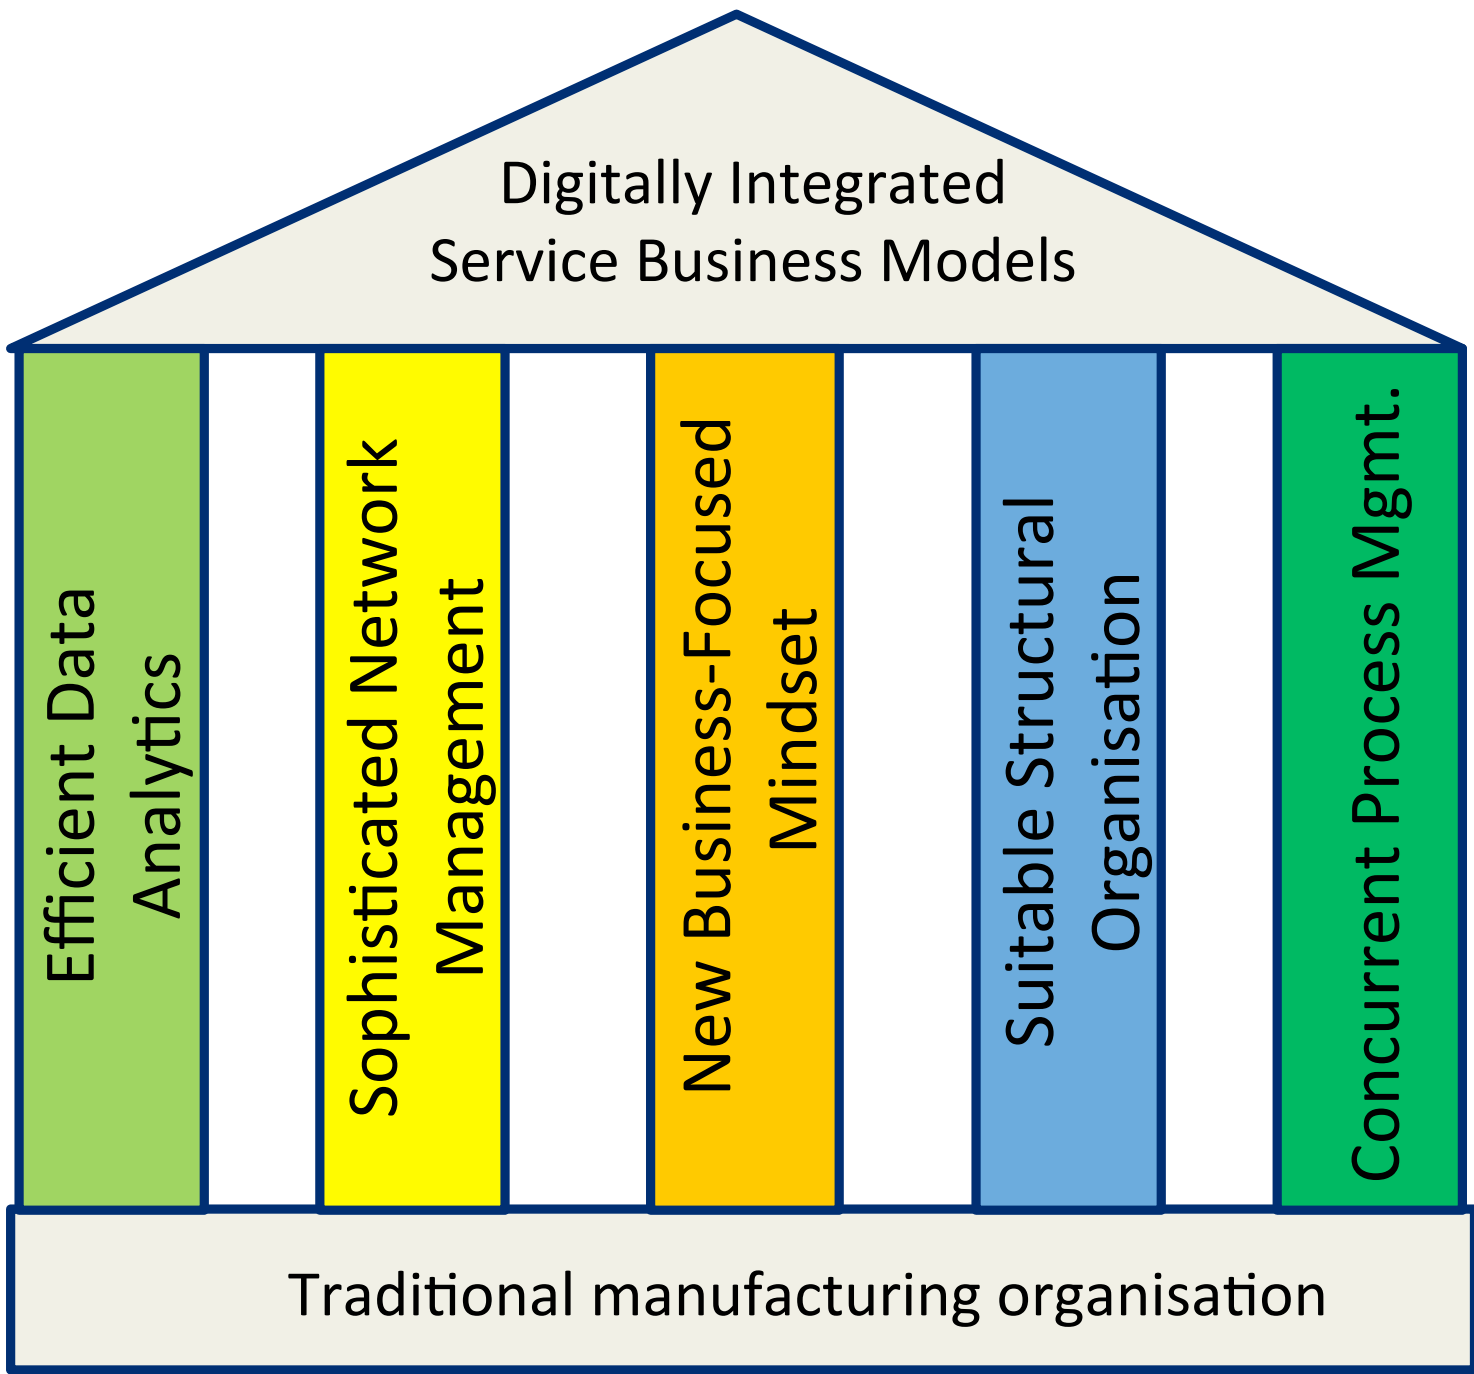 Digitally Integrated
Service Business Models
Efficient Data
Analytics
Sophisticated Network
Management
New Business-Focused
Mindset
Suitable Structural
Organisation
Concurrent Process Mgmt.
Traditional manufacturing organisation